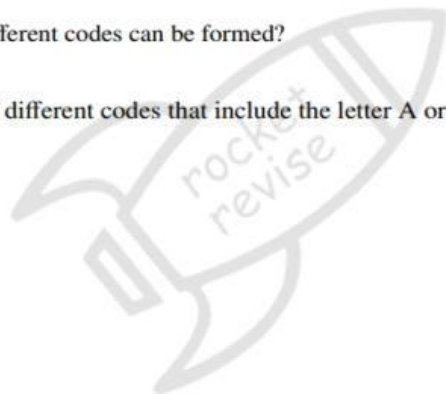 ferent codes can be formed?
different codes that include the letter A or
rocket
revise